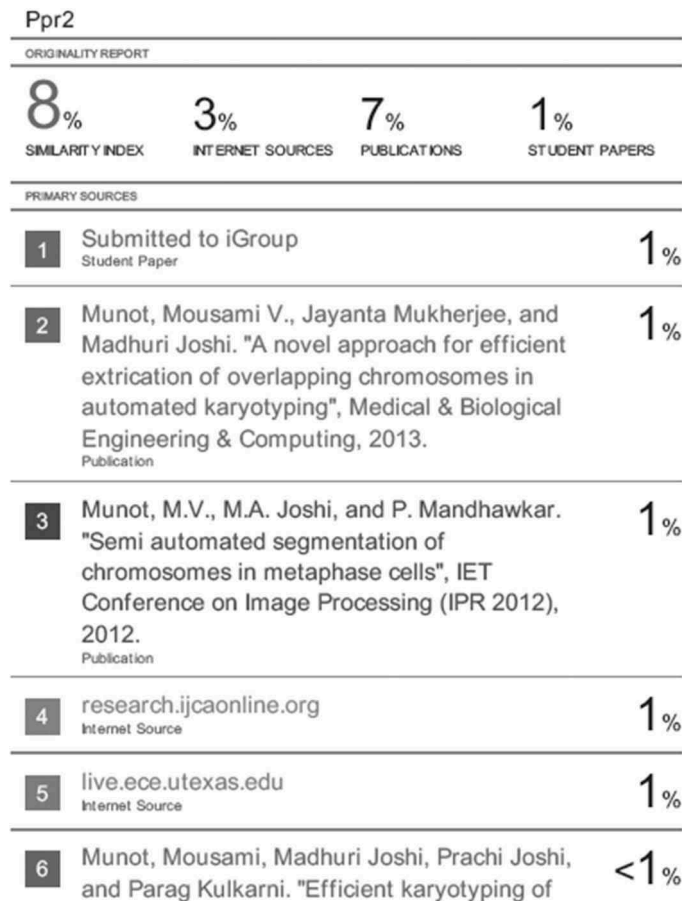 Ppr2
ORIGINALITY REPORT
8% 3% 7% 1%
SIMILARITY INDEX INTERNET SOURCES PUBLICATIONS STUDENT PAPERS
PRIMARY SOURCES
1 Submitted to iGroup 1%
Student Paper
2 Munot, Mousami V., Jayanta Mukherjee, and 1%
Madhuri Joshi. "A novel approach for efficient
extrication of overlapping chromosomes in
automated karyotyping", Medical & Biological
Engineering & Computing, 2013.
Publication
3 Munot, M.V., M.A. Joshi, and P. Mandhawkar. 1%
"Semi automated segmentation of
chromosomes in metaphase cells", IET
Conference on Image Processing (IPR 2012),
2012.
Publication
4 research.ijcaonline.org 1%
Internet Source
5 live.ece.utexas.edu 1%
Internet Source
6 Munot, Mousami, Madhuri Joshi, Prachi Joshi, <1%
and Parag Kulkarni. "Efficient karyotyping of